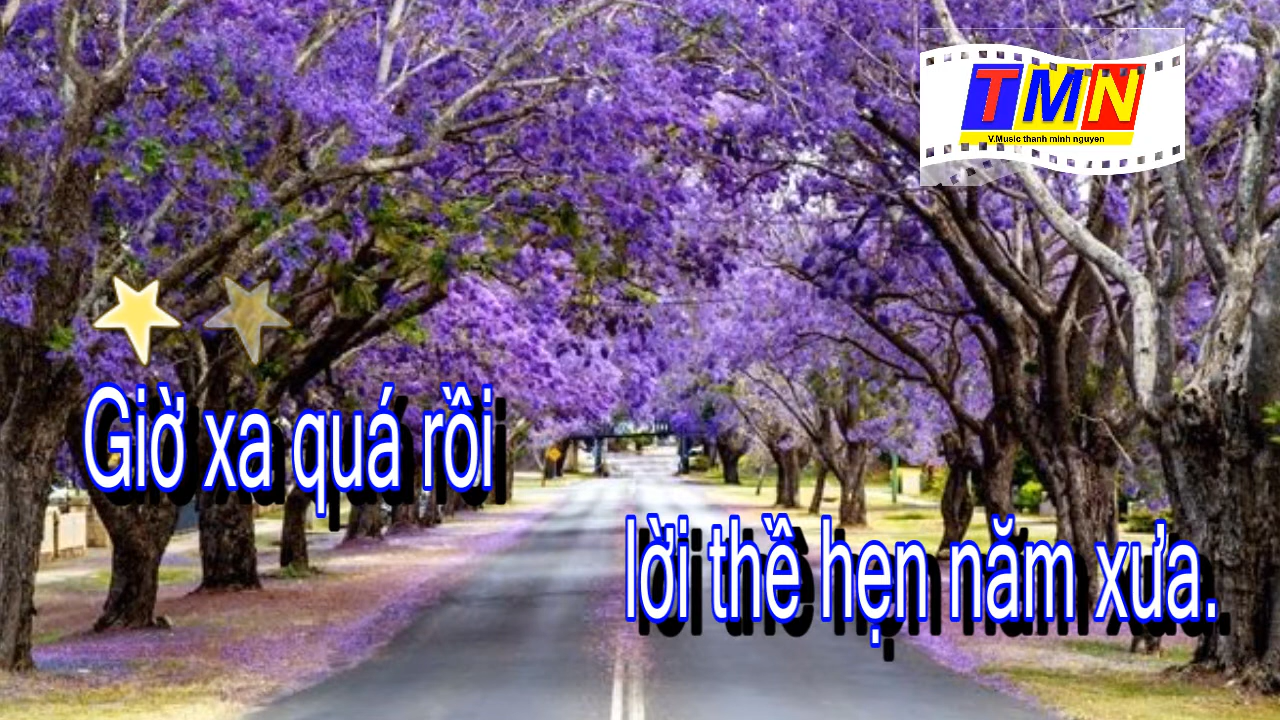 TMN
V.Music thanh minh nguyen
Giờ xa quá rồi
lời thề hẹn năm xưa.